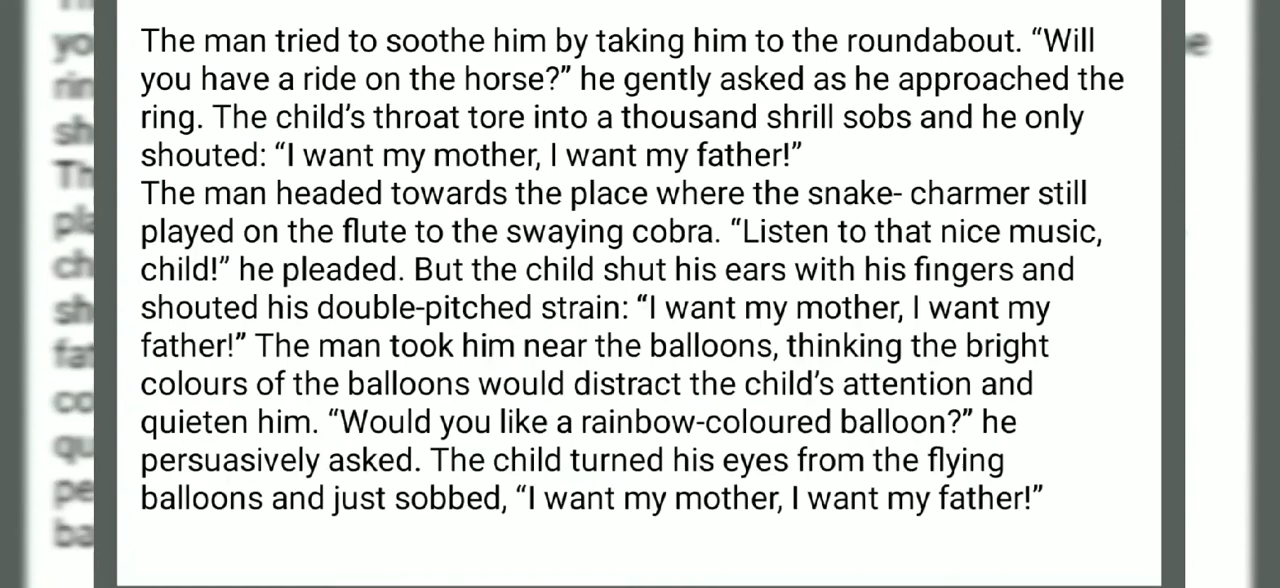 The man tried to soothe him by taking him to the roundabout. “Will
you have a ride on the horse?” he gently asked as he approached the
ring. The child’s throat tore into a thousand shrill sobs and he only
shouted: “I want my mother, I want my father!”
The man headed towards the place where the snake- charmer still
played on the flute to the swaying cobra. “Listen to that nice music,
child!” he pleaded. But the child shut his ears with his fingers and
shouted his double-pitched strain: “I want my mother, I want my
father!” The man took him near the balloons, thinking the bright
colours of the balloons would distract the child’s attention and
quieten him. “Would you like a rainbow-coloured balloon?” he
persuasively asked. The child turned his eyes from the flying
balloons and just sobbed, “I want my mother, I want my father!”